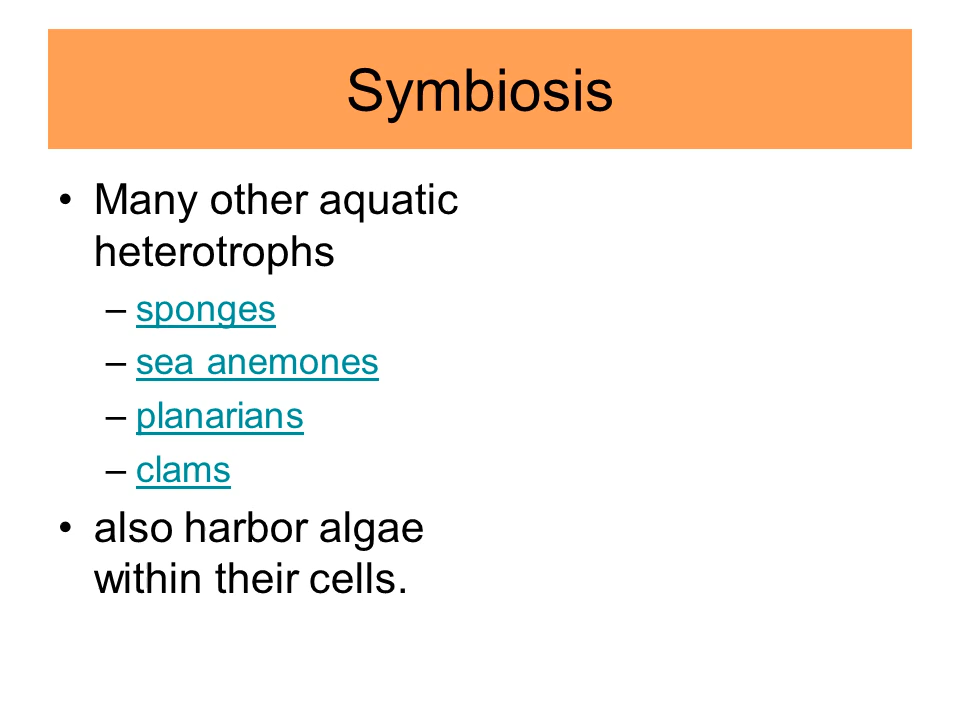 Symbiosis
• Many other aquatic
heterotrophs
– sponges
– sea anemones
– planarians
– clams
• also harbor algae
within their cells.